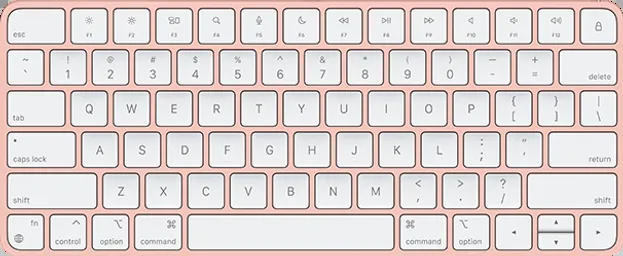 esc F1 F2 F3 F4 F5 F6 F7 F8 F9 F10 F11 F12
~ ! @ # $ % ^ & * ( ) — +
` 1 2 3 4 5 6 7 8 9 0 - = delete
tab Q W E R T Y U I O P { [ } ] | \
caps lock A S D F G H J K L : ; " ' return
shift Z X C V B N M < , > . ? / shift
fn control option command command option